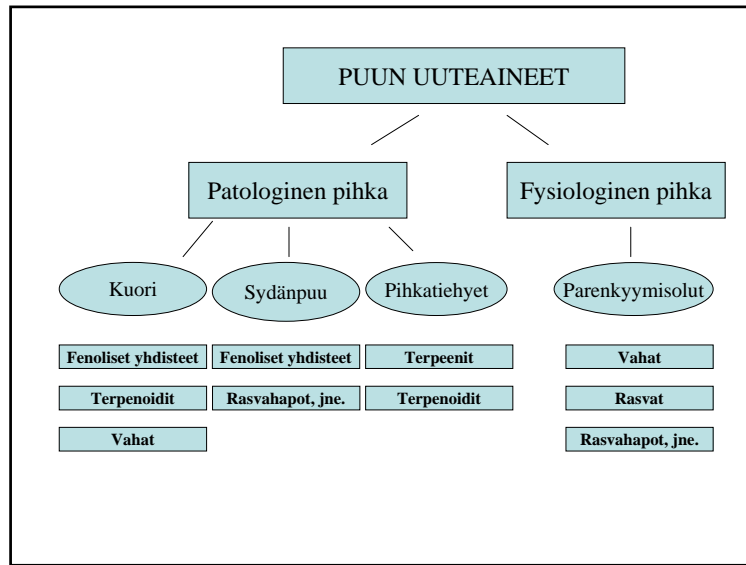 PUUN UUTEAINEET
Patologinen pihka
Fysiologinen pihka
Kuori
Sydänpuu
Pihkatiehyet
Parenkyymisolut
Fenoliset yhdisteet
Fenoliset yhdisteet
Terpeenit
Vahat
Terpenoidit
Rasvahapot, jne.
Terpenoidit
Rasvat
Vahat
Rasvahapot, jne.